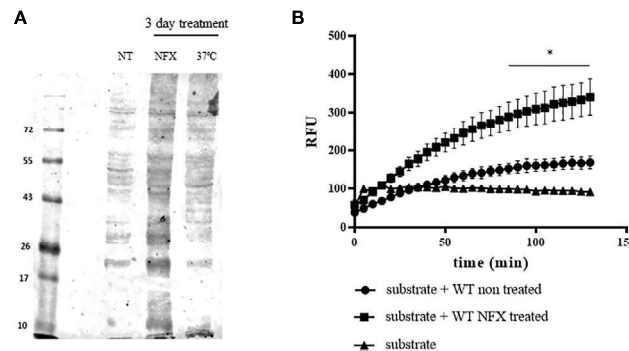 A
3 day treatment
NT NFX 37ºC
72
55
43
26
17
10
B
RFU
500
400
300
200
100
0
0 50 100 150
time (min)
*
substrate + WT non treated
substrate + WT NFX treated
substrate